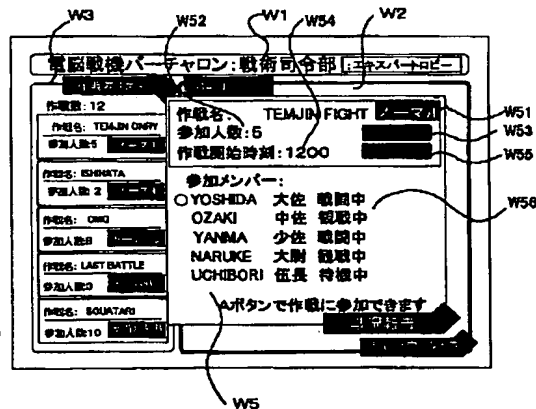 W3
W52
W1
W54
W2
電脳戦機バーチャロン:戦術司令部
エキスパートロビー
作戦数:12
作戦名: TEMJIN ONRY
参加人数:5
作戦名: ISHIHATA
参加人数:2
作戦名: OMG
参加人数:8
作戦名: LAST BATTLE
参加人数:3
作戦名: SQUATARI
参加人数:10
作戦名: TEMJIN FIGHT ノーマル
参加人数:5
作戦開始時刻:1200
参加メンバー:
○YOSHIDA 大佐 戦闘中
OZAKI 中佐 観戦中
YANMA 少佐 戦闘中
NARUKE 大尉 観戦中
UCHIBORI 伍長 待機中
Aボタンで作戦に参加できます
W51
W53
W55
W56
W5